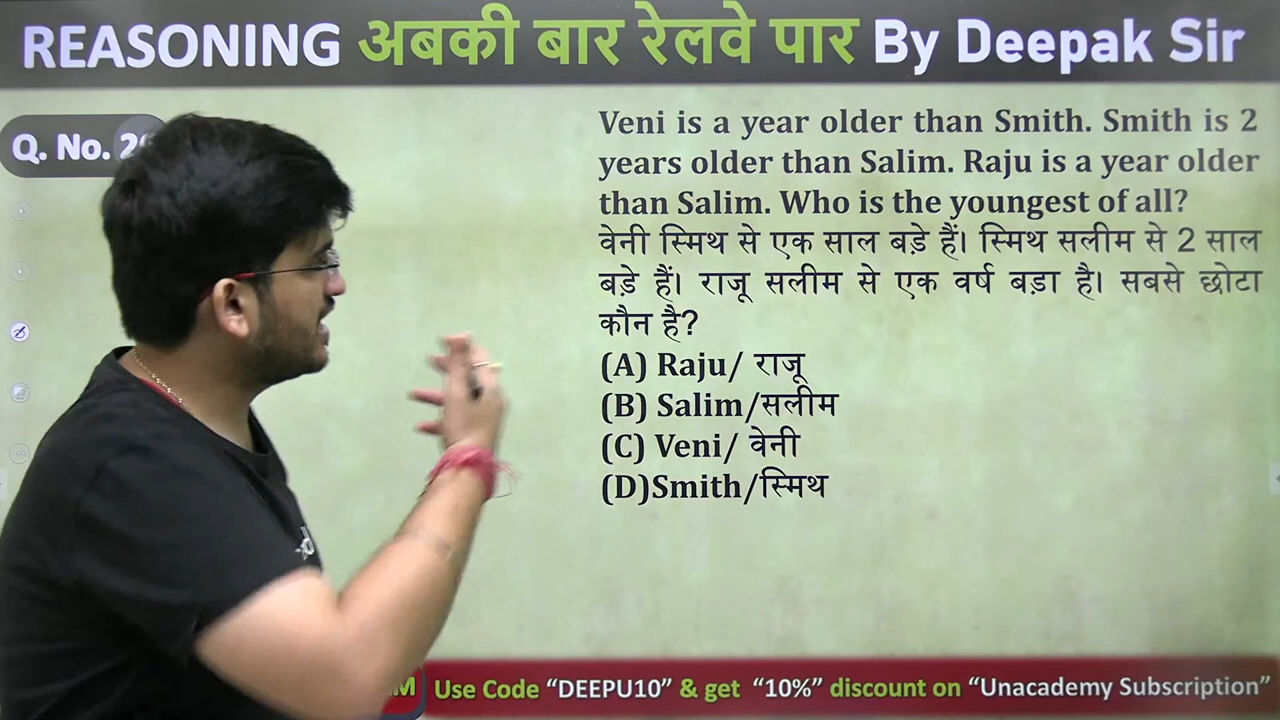 REASONING अबकी बार रेलवे पार By Deepak Sir
Q. No.
Veni is a year older than Smith. Smith is 2
years older than Salim. Raju is a year older
than Salim. Who is the youngest of all?
वेनी स्मिथ से एक साल बड़े हैं। स्मिथ सलीम से 2 साल
बड़े हैं। राजू सलीम से एक वर्ष बड़ा है। सबसे छोटा
कौन है?
(A) Raju/ राजू
(B) Salim/सलीम
(C) Veni/ वेनी
(D)Smith/स्मिथ
Use Code “DEEPU10” & get “10%” discount on “Unacademy Subscription”